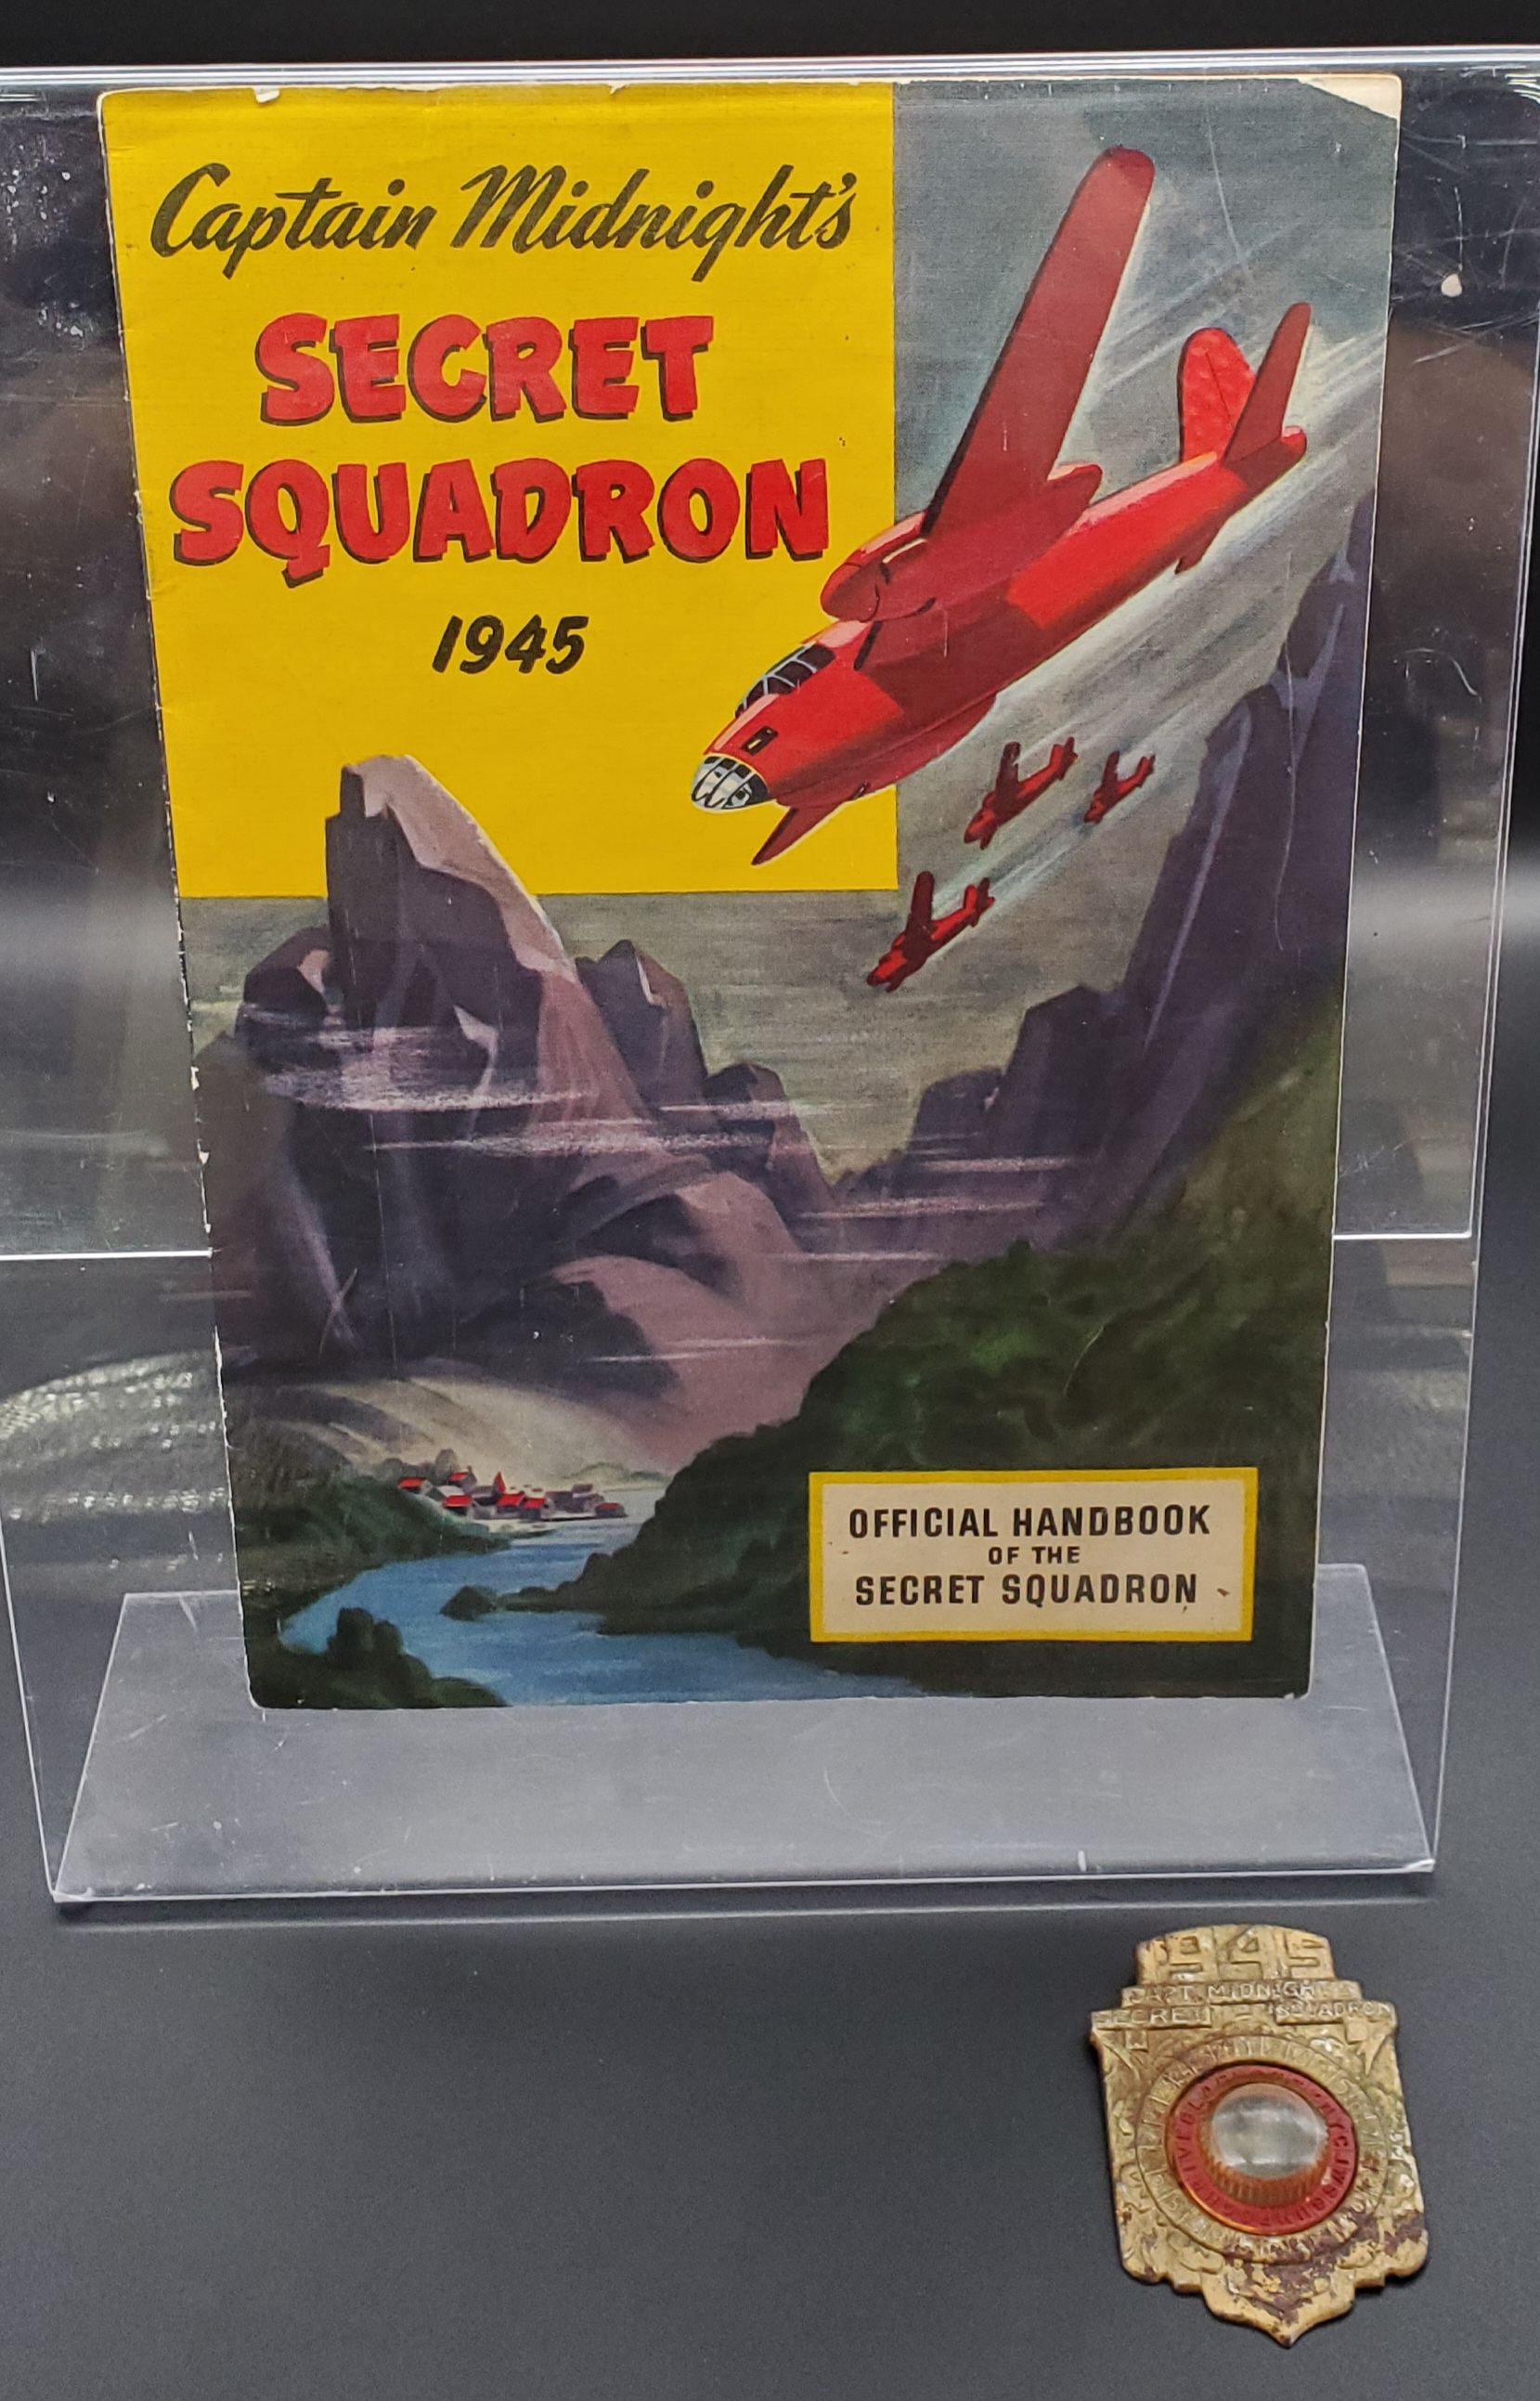 Captain Midnight's
SECRET
SQUADRON
1945
OFFICIAL HANDBOOK
OF THE
SECRET SQUADRON
1945
CAPT. MIDNIGHT'S
SECRET SQUADRON